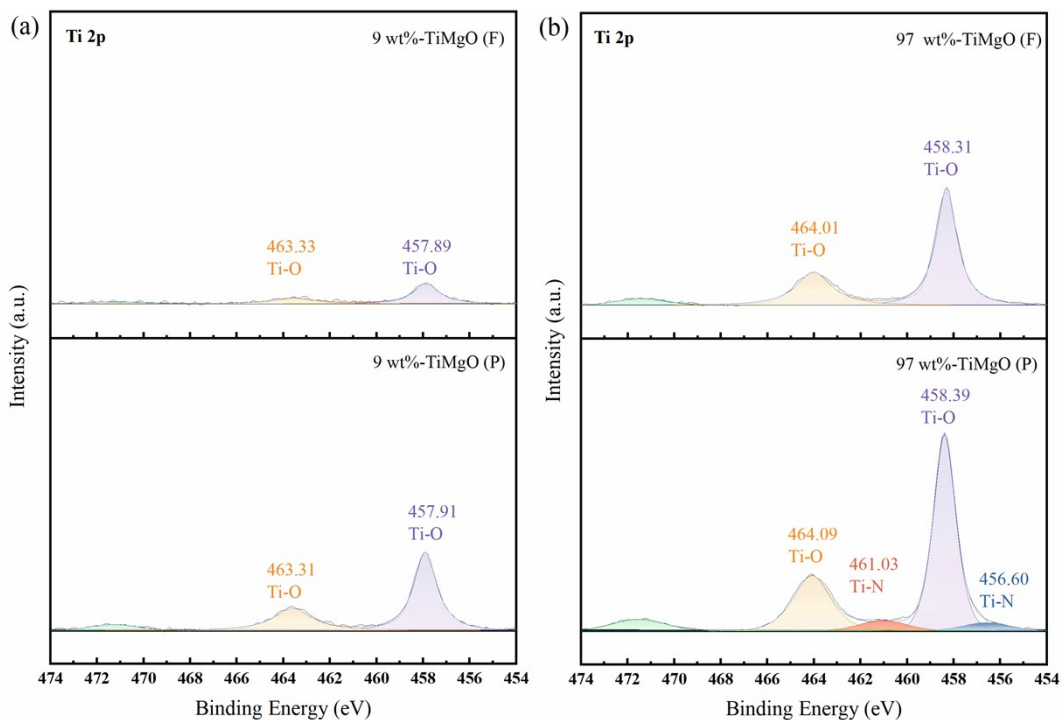 (a)
Ti 2p
9 wt%-TiMgO (F)
463.33
Ti-O
457.89
Ti-O
9 wt%-TiMgO (P)
463.31
Ti-O
457.91
Ti-O
474 472 470 468 466 464 462 460 458 456 454
Binding Energy (eV)
Intensity (a.u.)
(b)
Ti 2p
97 wt%-TiMgO (F)
464.01
Ti-O
458.31
Ti-O
97 wt%-TiMgO (P)
464.09
Ti-O
461.03
Ti-N
458.39
Ti-O
456.60
Ti-N
474 472 470 468 466 464 462 460 458 456 454
Binding Energy (eV)
Intensity (a.u.)